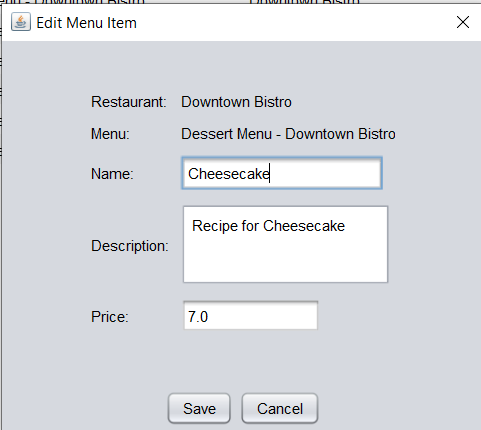 Edit Menu Item
Restaurant: Downtown Bistro
Menu: Dessert Menu - Downtown Bistro
Name: Cheesecake
Description: Recipe for Cheesecake
Price: 7.0
Save Cancel